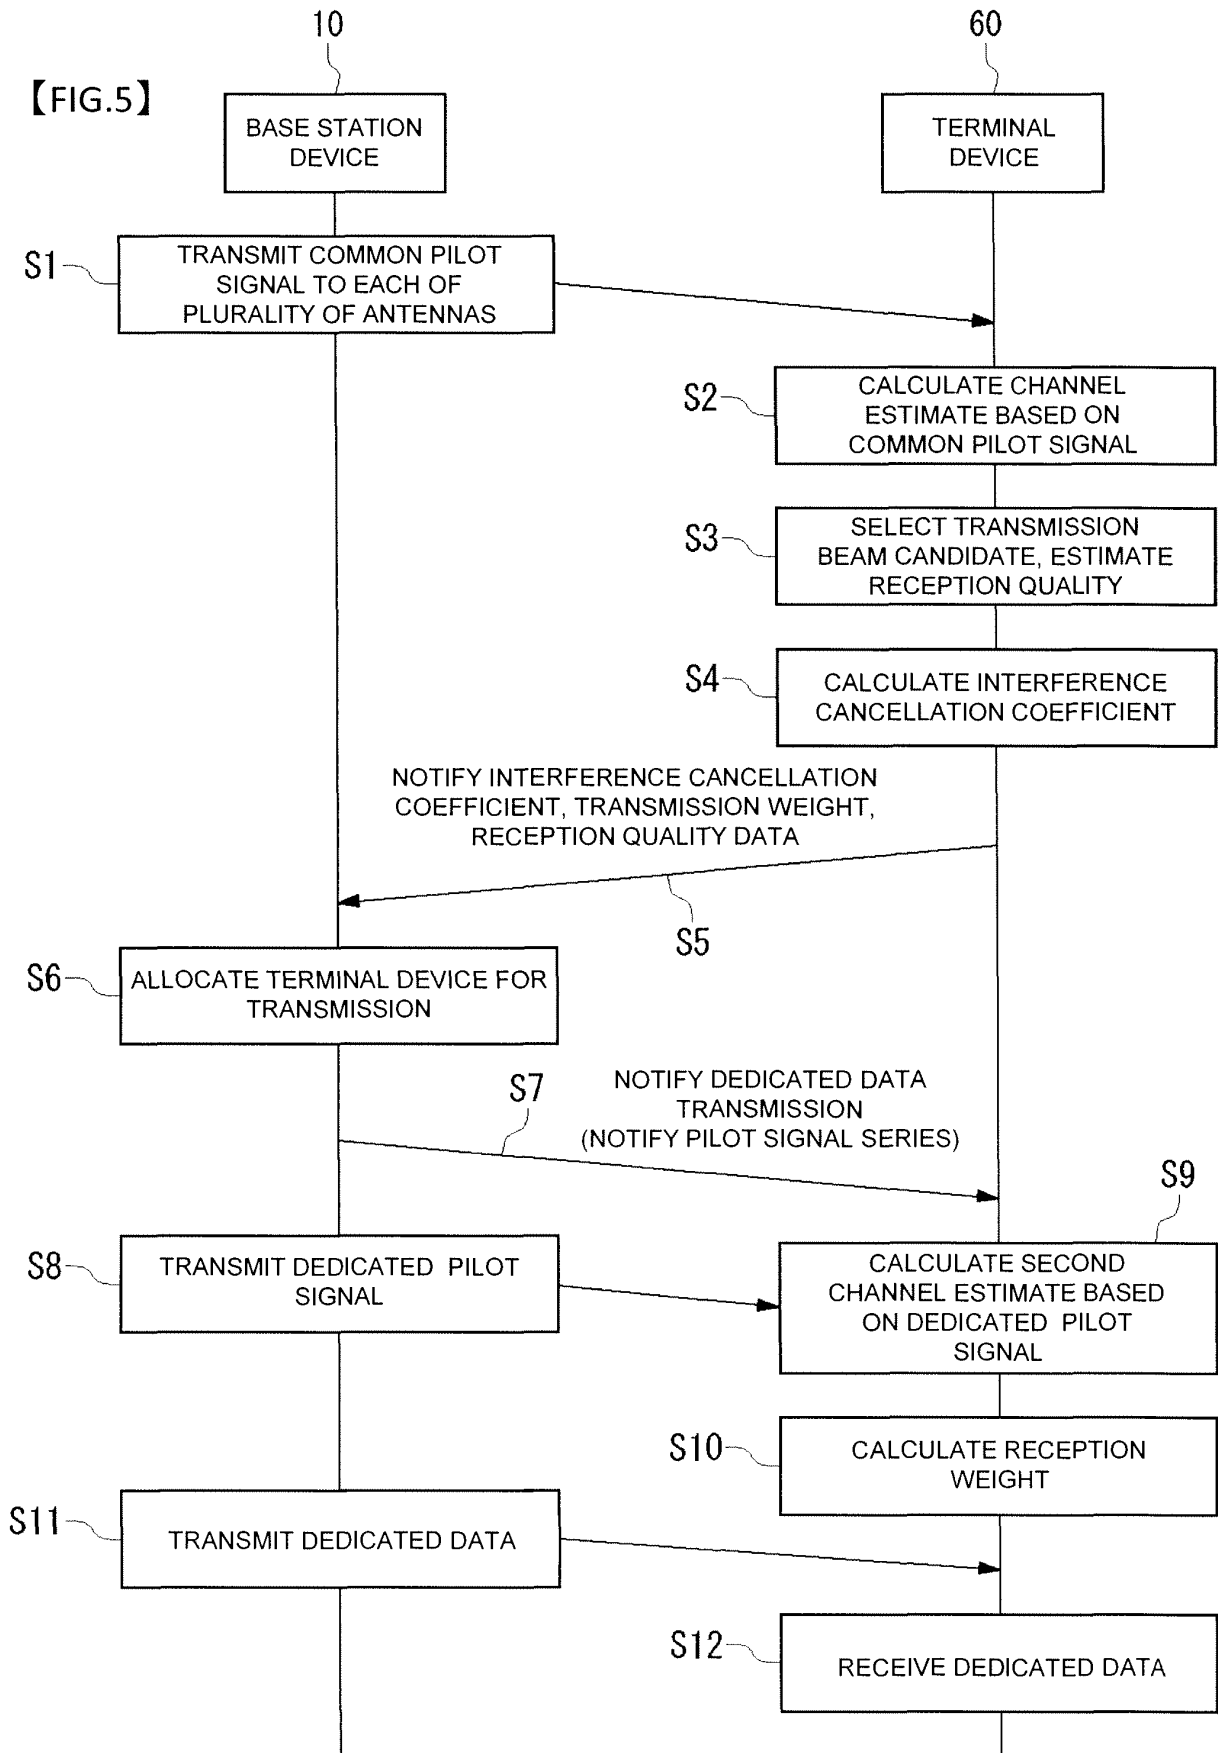 10
60
【FIG.5】
BASE STATION
DEVICE
TERMINAL
DEVICE
S1
TRANSMIT COMMON PILOT
SIGNAL TO EACH OF
PLURALITY OF ANTENNAS
S2
CALCULATE CHANNEL
ESTIMATE BASED ON
COMMON PILOT SIGNAL
S3
SELECT TRANSMISSION
BEAM CANDIDATE, ESTIMATE
RECEPTION QUALITY
S4
CALCULATE INTERFERENCE
CANCELLATION COEFFICIENT
NOTIFY INTERFERENCE CANCELLATION
COEFFICIENT, TRANSMISSION WEIGHT,
RECEPTION QUALITY DATA
S5
S6
ALLOCATE TERMINAL DEVICE FOR
TRANSMISSION
S7
NOTIFY DEDICATED DATA
TRANSMISSION
(NOTIFY PILOT SIGNAL SERIES)
S8
TRANSMIT DEDICATED PILOT
SIGNAL
S9
CALCULATE SECOND
CHANNEL ESTIMATE BASED
ON DEDICATED PILOT
SIGNAL
S10
CALCULATE RECEPTION
WEIGHT
S11
TRANSMIT DEDICATED DATA
S12
RECEIVE DEDICATED DATA